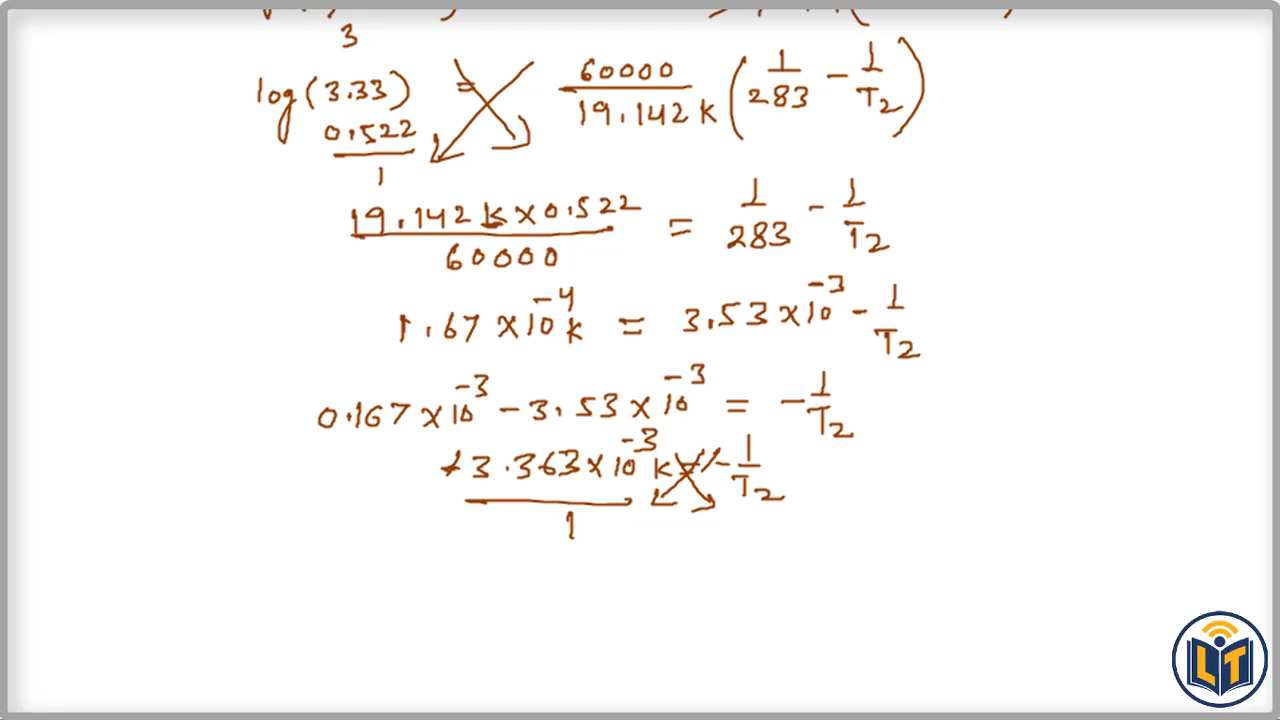 3
log(3.33) = 60000 / 19.142 K (1/283 - 1/T2)
0.522
1
19.142 K × 0.522 / 60000 = 1/283 - 1/T2
1.67 × 10^-4 K = 3.53 × 10^-3 - 1/T2
0.167 × 10^-3 - 3.53 × 10^-3 = - 1/T2
+3.363 × 10^-3 K = - 1/T2
1
LT